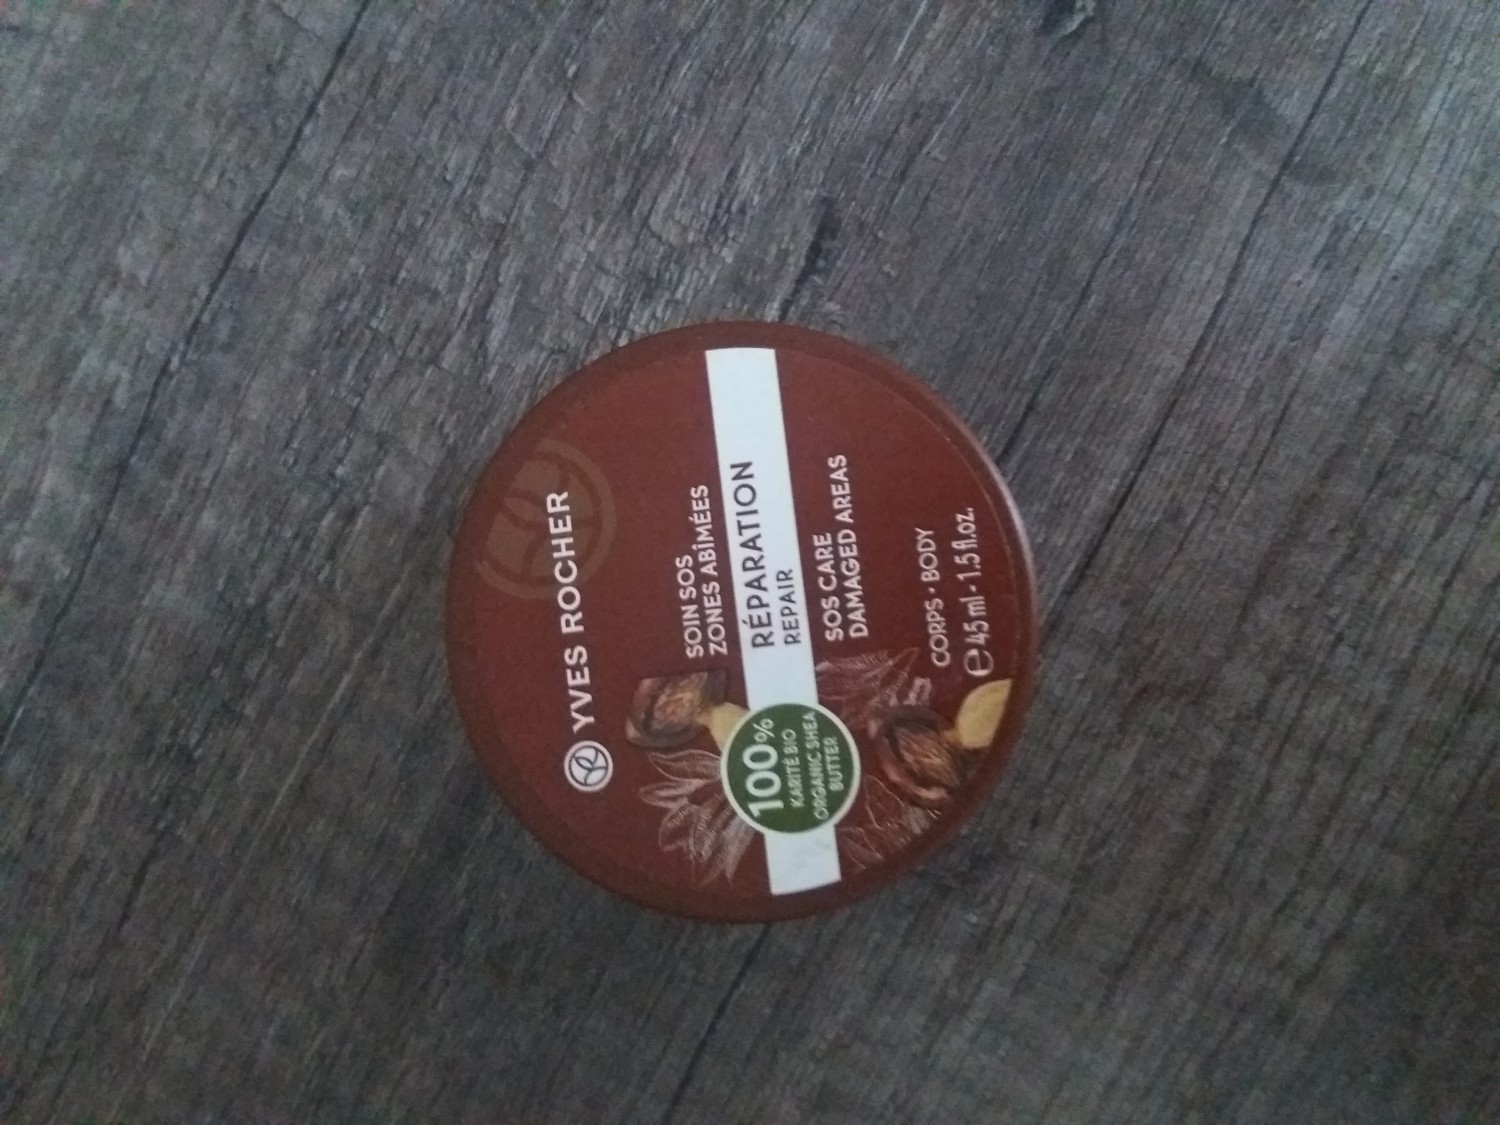 YVES ROCHER
SOIN SOS
ZONES ABÎMÉES
RÉPARATION
REPAIR
SOS CARE
DAMAGED AREAS
100%
KARITÉ BIO
ORGANIC SHEA
BUTTER
CORPS • BODY
℮ 45 ml - 1.5 fl.oz.